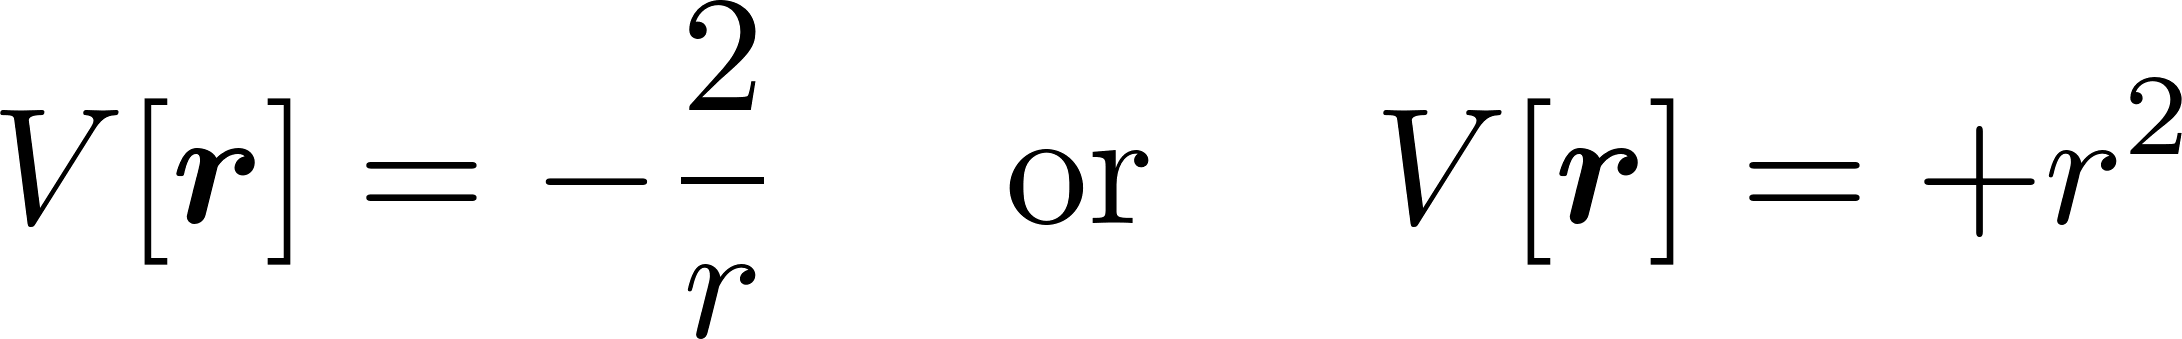 V[r] = −2/r or V[r] = +r²